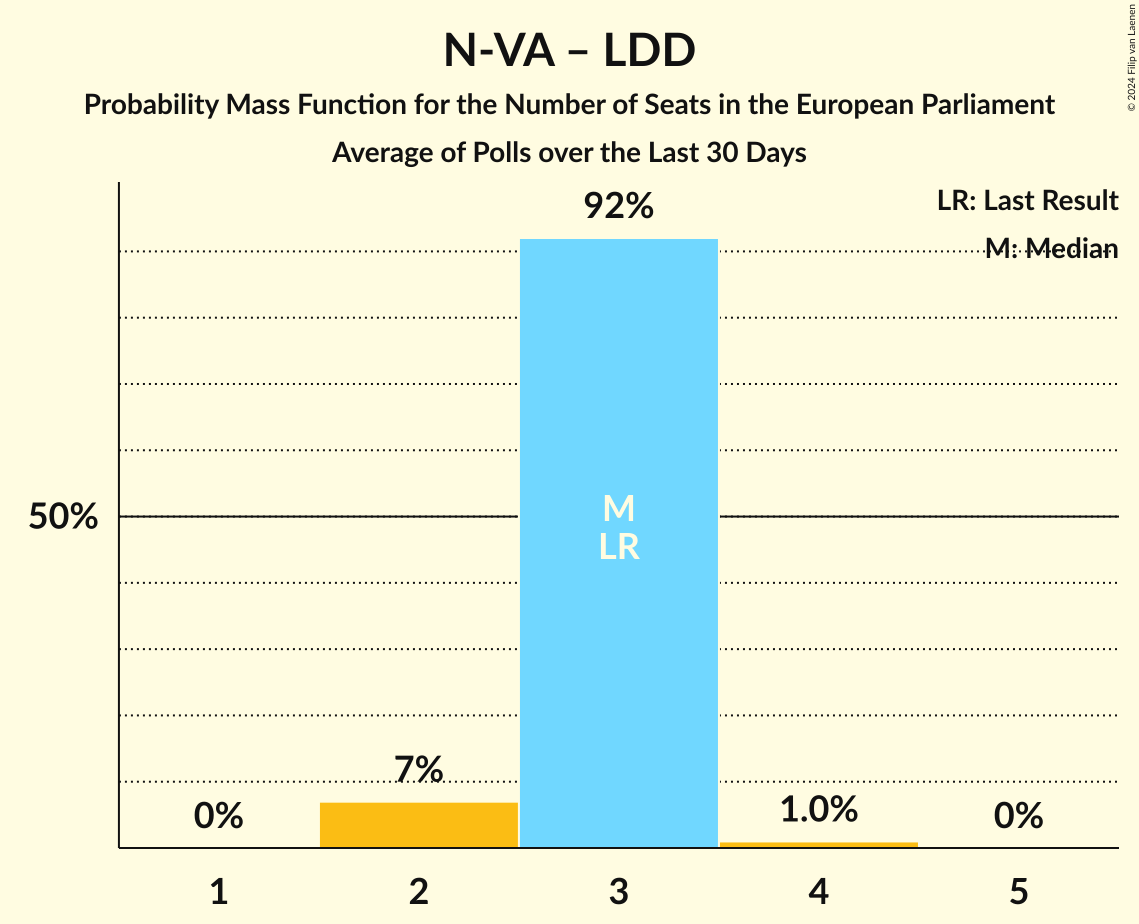 N-VA – LDD
Probability Mass Function for the Number of Seats in the European Parliament
Average of Polls over the Last 30 Days
© 2024 Filip van Laenen
LR: Last Result
M: Median
92%
50%
M
LR
7%
0%
1.0%
0%
1 2 3 4 5